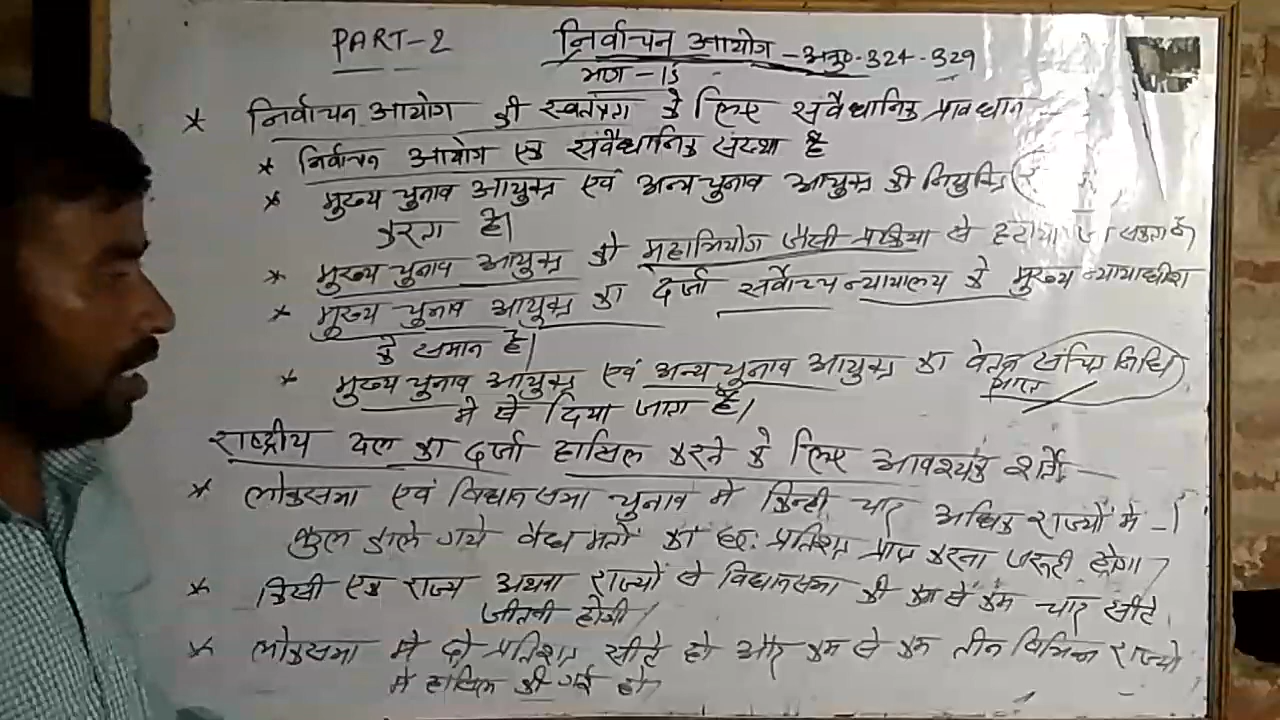 PART-2
निर्वाचन आयोग - अनु०-324-329
भाग-15
* निर्वाचन आयोग की स्वतंत्रता के लिए संवैधानिक प्रावधान
* निर्वाचन आयोग एक संवैधानिक संस्था है
* मुख्य चुनाव आयुक्त एवं अन्य चुनाव आयुक्त की नियुक्ति
करता है।
* मुख्य चुनाव आयुक्त को महाभियोग जैसी प्रक्रिया से हटाया जा सकता है
* मुख्य चुनाव आयुक्त का दर्जा सर्वोच्च न्यायालय के मुख्य न्यायाधीश
के समान है।
* मुख्य चुनाव आयुक्त एवं अन्य चुनाव आयुक्त का वेतन संचित निधि
भारत
में से दिया जाता है।
राष्ट्रीय दल का दर्जा हासिल करने के लिए आवश्यक शर्तें
* लोकसभा एवं विधानसभा चुनाव में किन्ही चार अधिक राज्यों में
कुल डाले गये वैध मतों का छः प्रतिशत प्राप्त करना जरूरी होगा।
* किसी एक राज्य अथवा राज्यों से विधानसभा की कम से कम चार सीटे
जीतनी होगी।
* लोकसभा में दो प्रतिशत सीटे हो और कम से कम तीन विभिन्न राज्यो
में हासिल की गई हो।